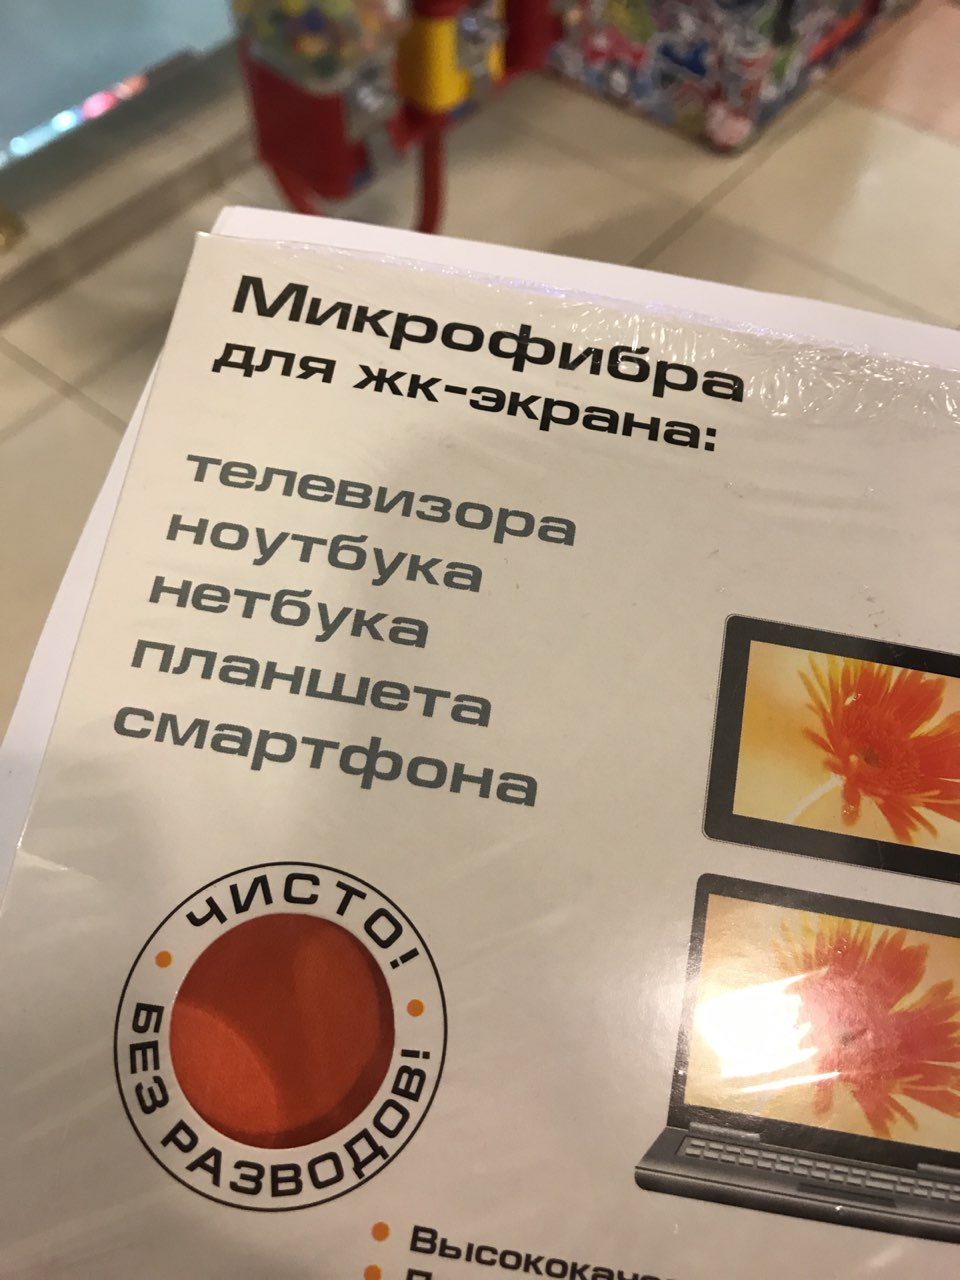 Микрофибра
для жк-экрана:
телевизора
ноутбука
нетбука
планшета
смартфона
ЧИСТО!
БЕЗ РАЗВОДОВ!